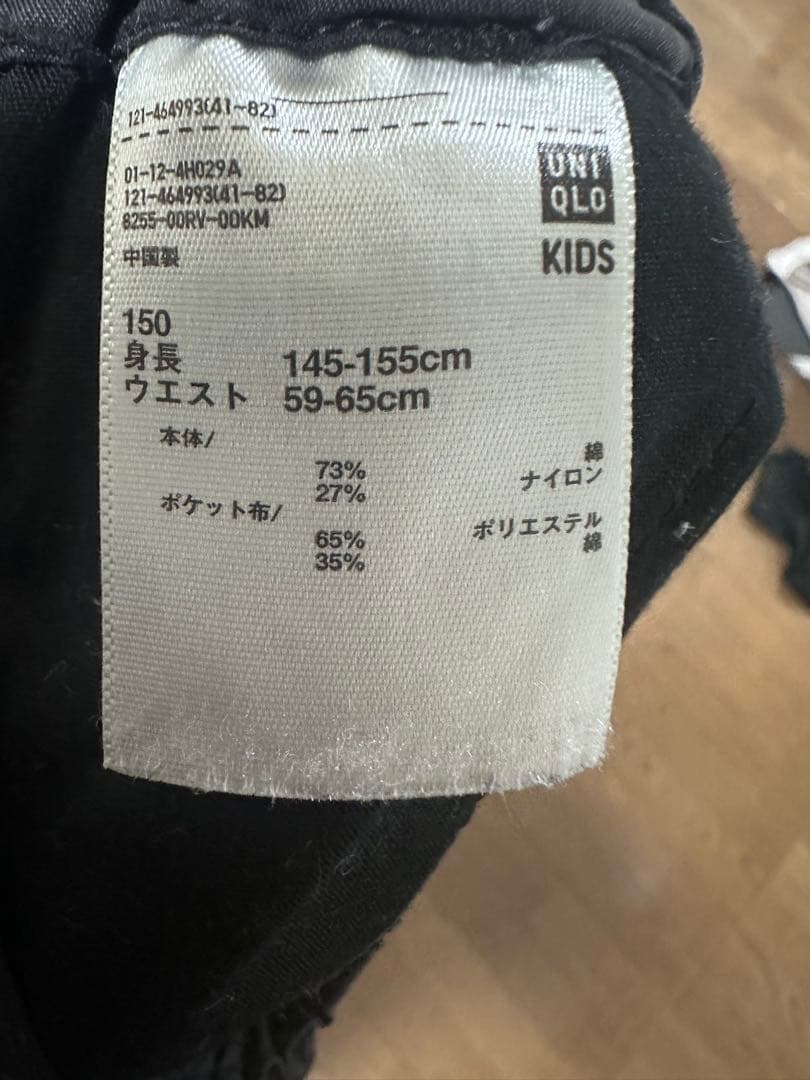 121-464993(41-82)
01-12-4H029A
121-464993(41-82)
8255-00RV-00KM
中国製
UNI
QLO
KIDS
150
身長 145-155cm
ウエスト 59-65cm
本体/
73% 綿
27% ナイロン
ポケット布/
65% ポリエステル
35% 綿